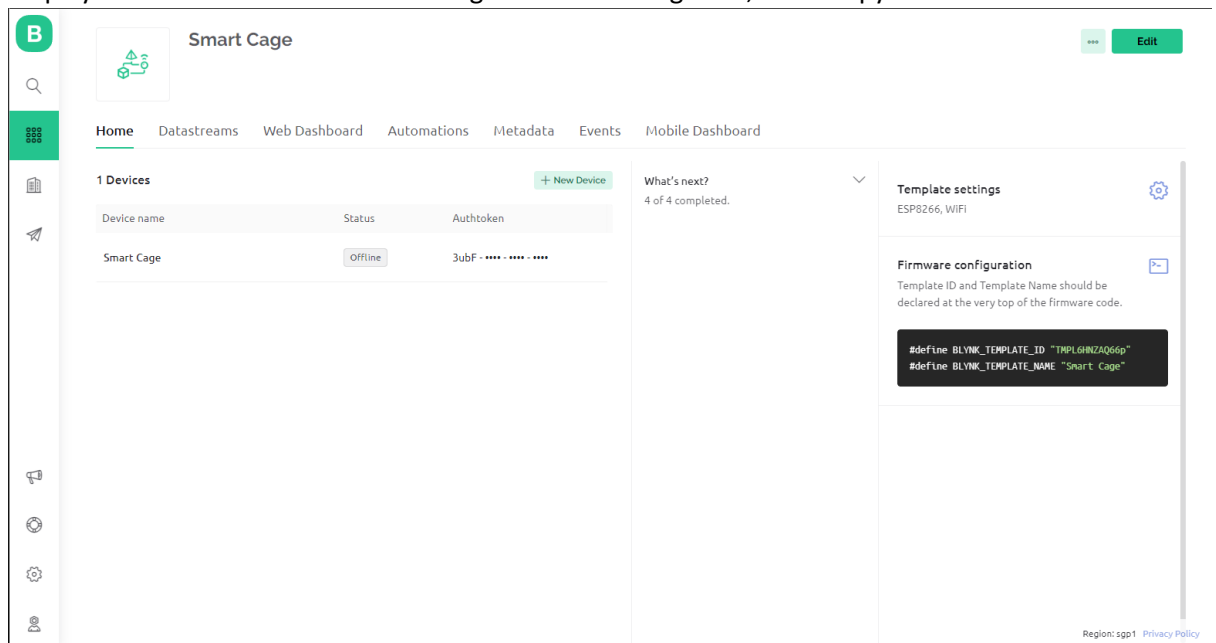 B
Smart Cage
•••
Edit
Home Datastreams Web Dashboard Automations Metadata Events Mobile Dashboard
1 Devices
+ New Device
Device name Status Authtoken
Smart Cage Offline 3ubF - •••• - •••• - ••••
What's next?
4 of 4 completed.
Template settings
ESP8266, WiFi
Firmware configuration
Template ID and Template Name should be
declared at the very top of the firmware code.
#define BLYNK_TEMPLATE_ID "TMPL6HNZAQ66p"
#define BLYNK_TEMPLATE_NAME "Smart Cage"
Region: sgp1 Privacy Policy